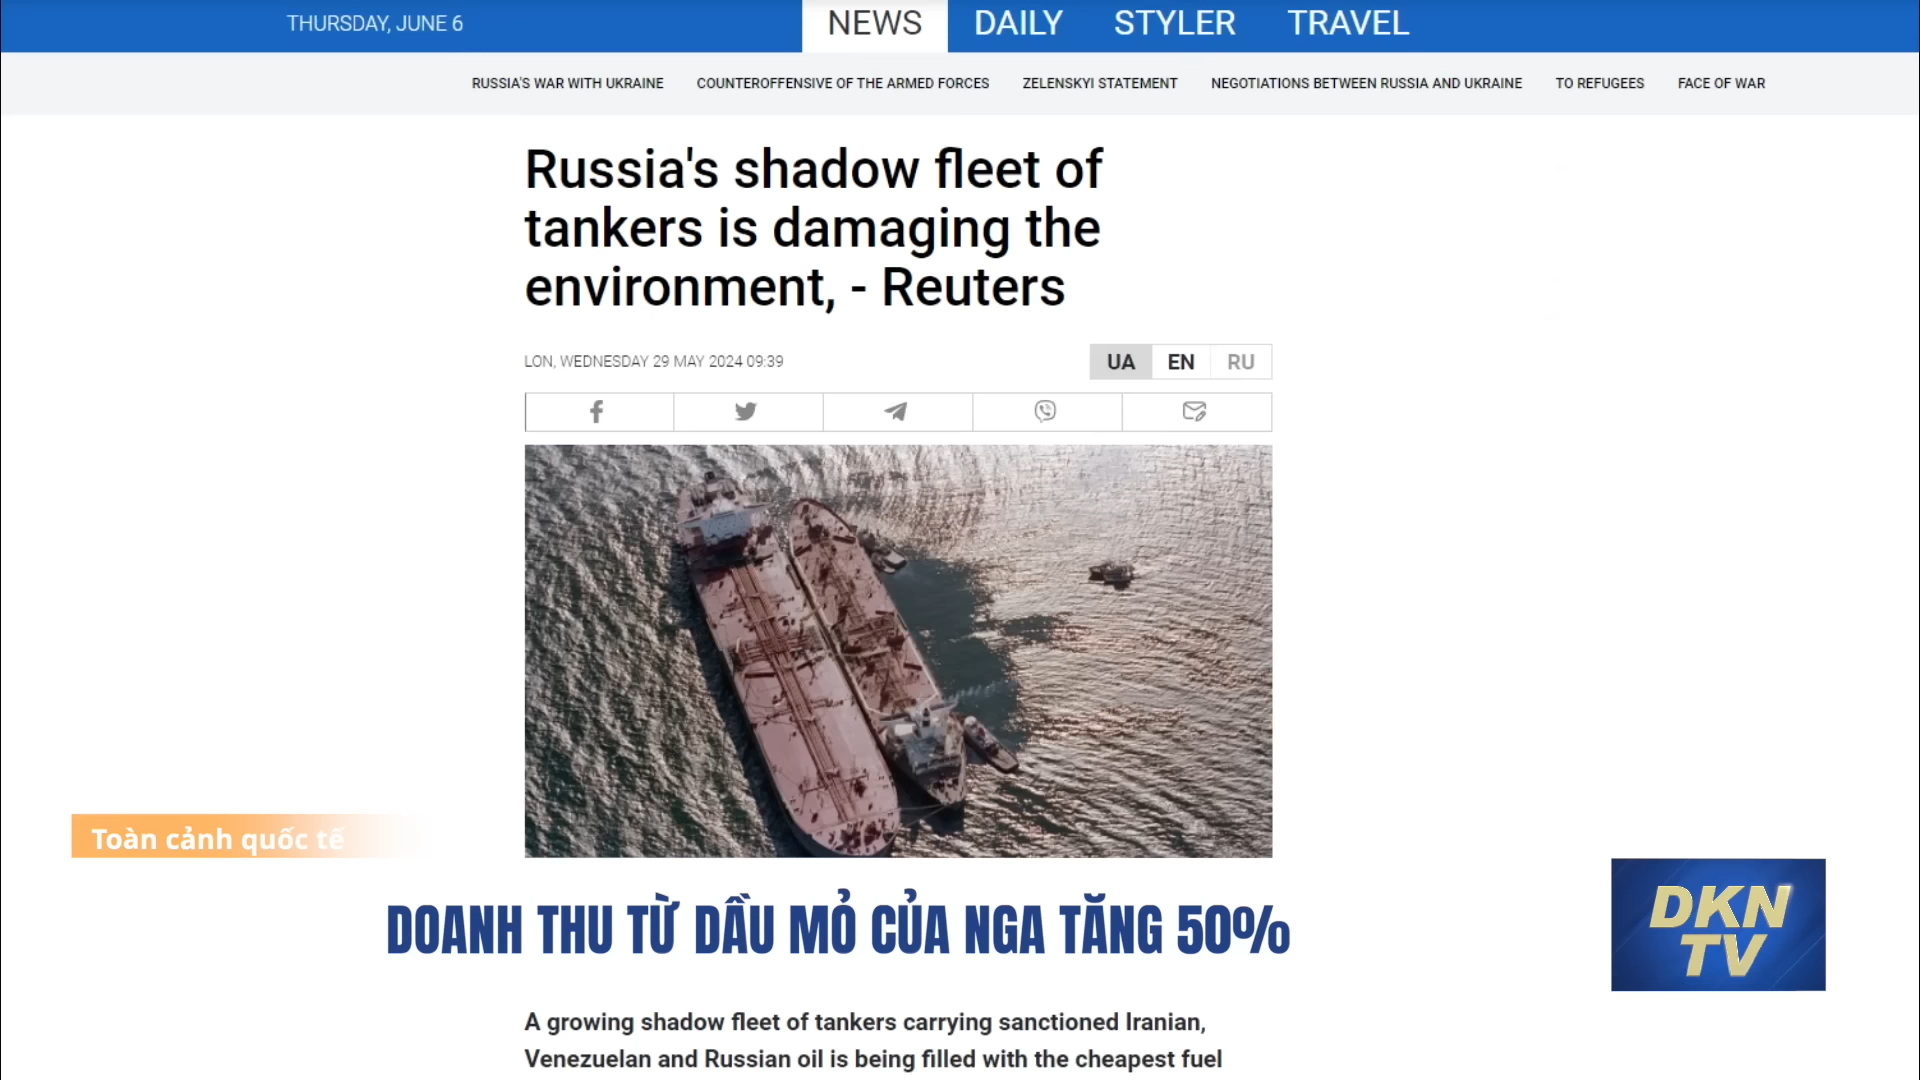 THURSDAY, JUNE 6
NEWS DAILY STYLER TRAVEL
RUSSIA'S WAR WITH UKRAINE COUNTEROFFENSIVE OF THE ARMED FORCES ZELENSKYI STATEMENT NEGOTIATIONS BETWEEN RUSSIA AND UKRAINE TO REFUGEES FACE OF WAR
Russia's shadow fleet of
tankers is damaging the
environment, - Reuters
LON, WEDNESDAY 29 MAY 2024 09:39
UA EN RU
Toàn cảnh quốc tế
DOANH THU TỪ DẦU MỎ CỦA NGA TĂNG 50%
DKN
TV
A growing shadow fleet of tankers carrying sanctioned Iranian,
Venezuelan and Russian oil is being filled with the cheapest fuel